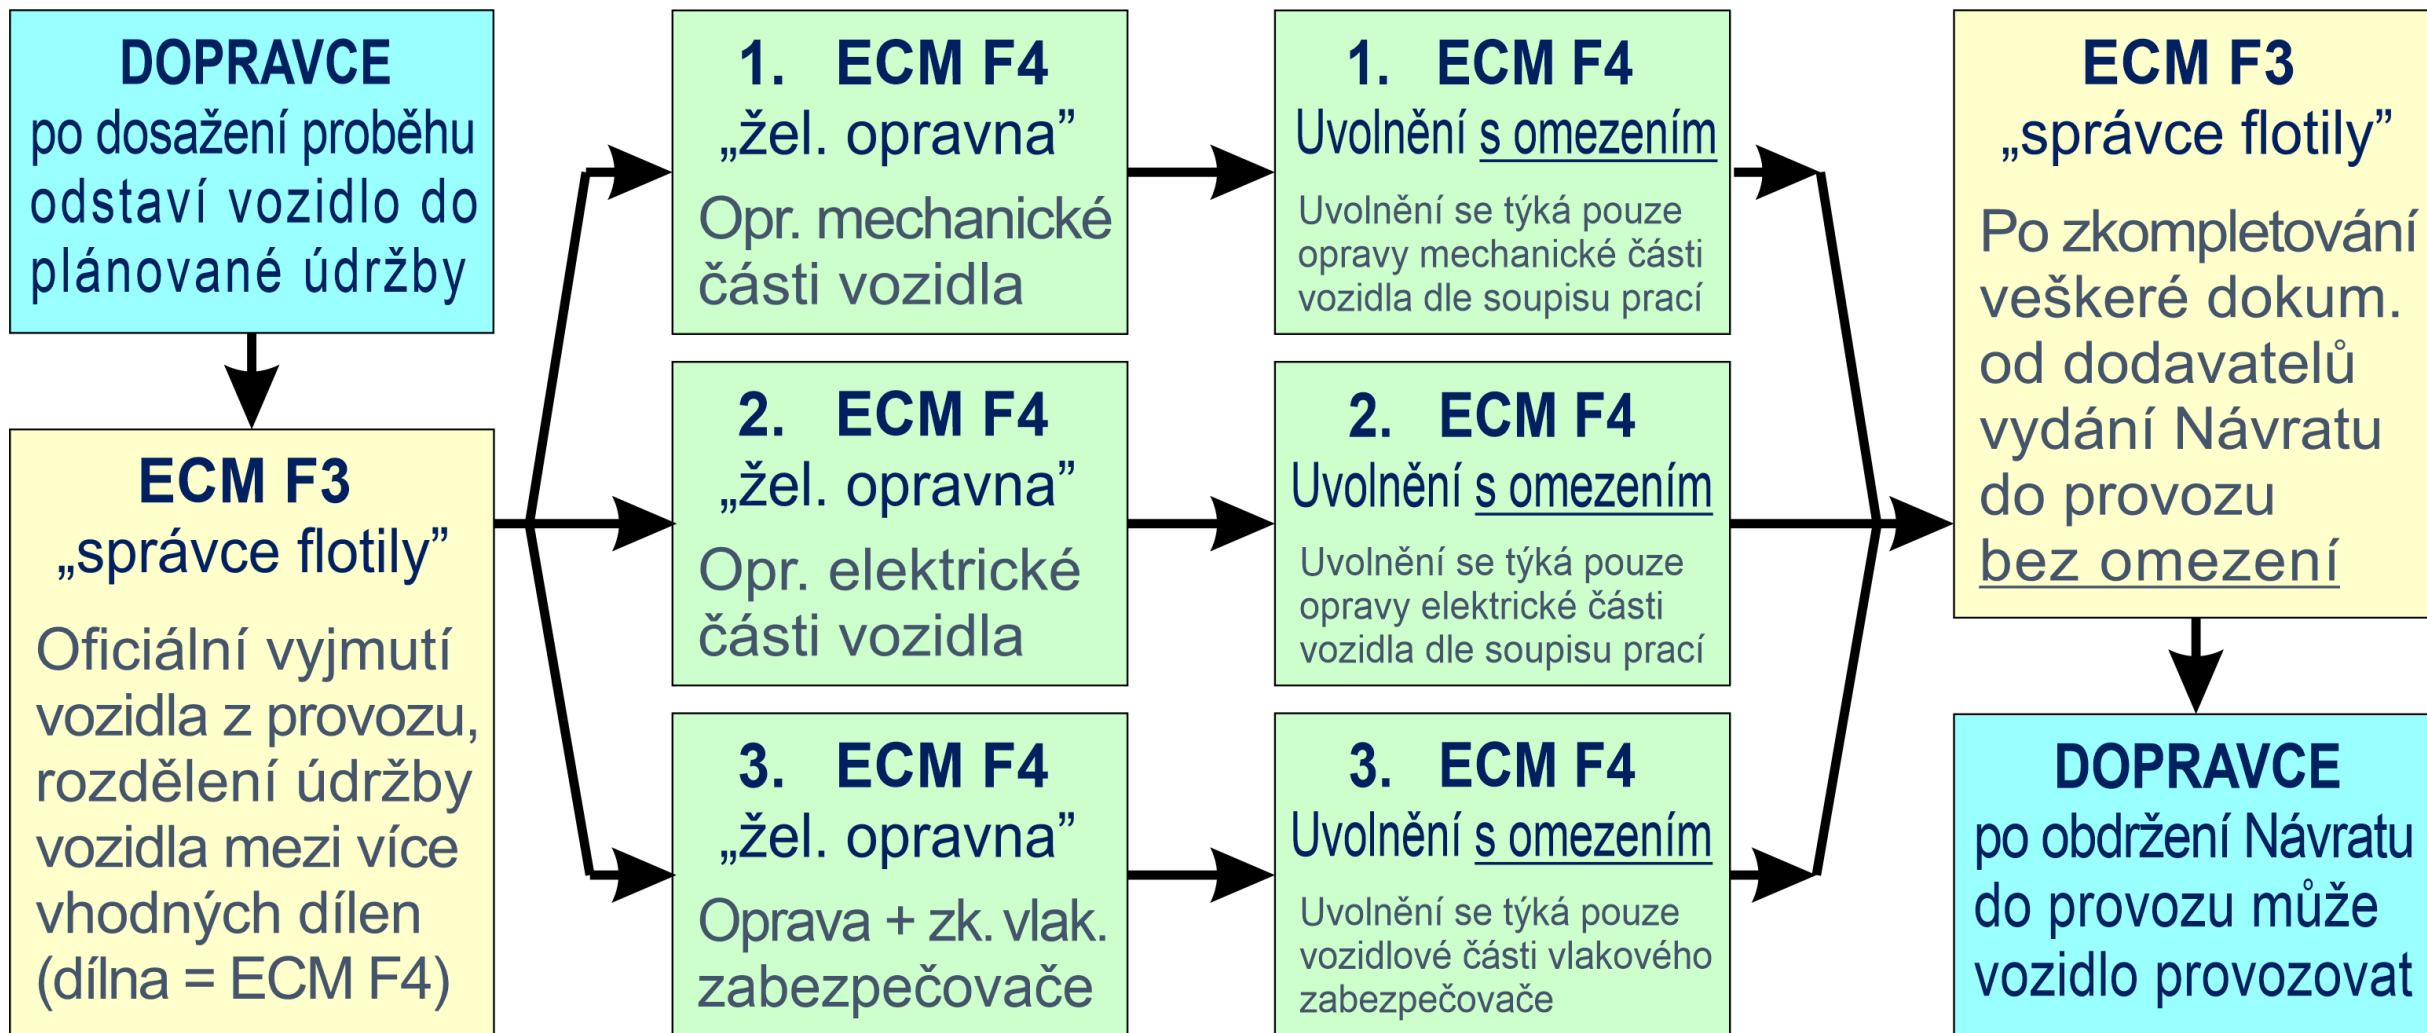 DOPRAVCE
po dosažení proběhu
odstaví vozidlo do
plánované údržby
ECM F3
„správce flotily”
Oficiální vyjmutí
vozidla z provozu,
rozdělení údržby
vozidla mezi více
vhodných dílen
(dílna = ECM F4)
1. ECM F4
„žel. opravna”
Opr. mechanické
části vozidla
2. ECM F4
„žel. opravna”
Opr. elektrické
části vozidla
3. ECM F4
„žel. opravna”
Oprava + zk. vlak.
zabezpečovače
1. ECM F4
Uvolnění s omezením
Uvolnění se týká pouze
opravy mechanické části
vozidla dle soupisu prací
2. ECM F4
Uvolnění s omezením
Uvolnění se týká pouze
opravy elektrické části
vozidla dle soupisu prací
3. ECM F4
Uvolnění s omezením
Uvolnění se týká pouze
vozidlové části vlakového
zabezpečovače
ECM F3
„správce flotily”
Po zkompletování
veškeré dokum.
od dodavatelů
vydání Návratu
do provozu
bez omezení
DOPRAVCE
po obdržení Návratu
do provozu může
vozidlo provozovat